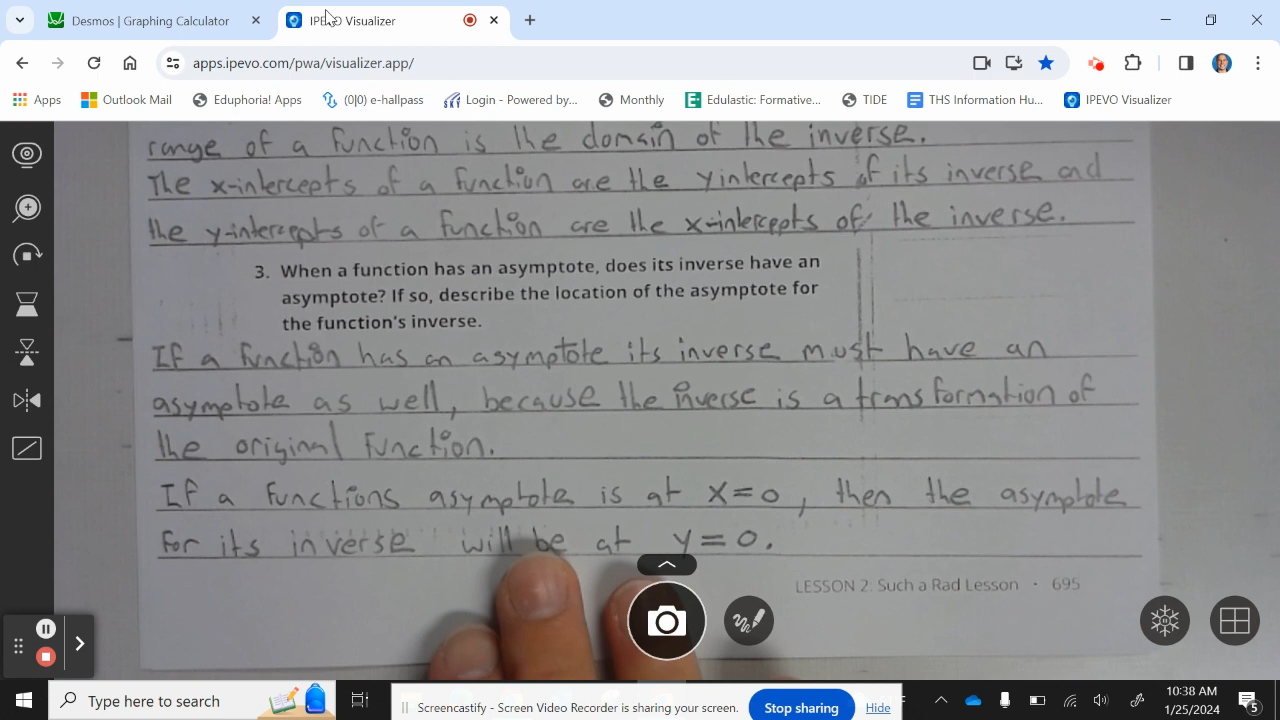 Desmos | Graphing Calculator
IPEVO Visualizer
apps.ipevo.com/pwa/visualizer.app/
Apps
Outlook Mail
eduphoria! Apps
(0|0) e-hallpass
Login - Powered by...
Monthly
Edulastic: Formative...
TIDE
THS Information Hu...
IPEVO Visualizer
range of a function is the domain of the inverse.
The x-intercepts of a function are the yintercepts of its inverse and
the y-intercepts of a function are the x-intercepts of the inverse.
3. When a function has an asymptote, does its inverse have an
asymptote? If so, describe the location of the asymptote for
the function's inverse.
If a function has an asymptote its inverse must have an
asymptote as well, because the inverse is a transformation of
the original function.
If a functions asymptote is at x=0, then the asymptote
for its inverse will be at y=0.
LESSON 2: Such a Rad Lesson • 695
Type here to search
Screencastify - Screen Video Recorder is sharing your screen.
Stop sharing
Hide
10:38 AM
1/25/2024
5